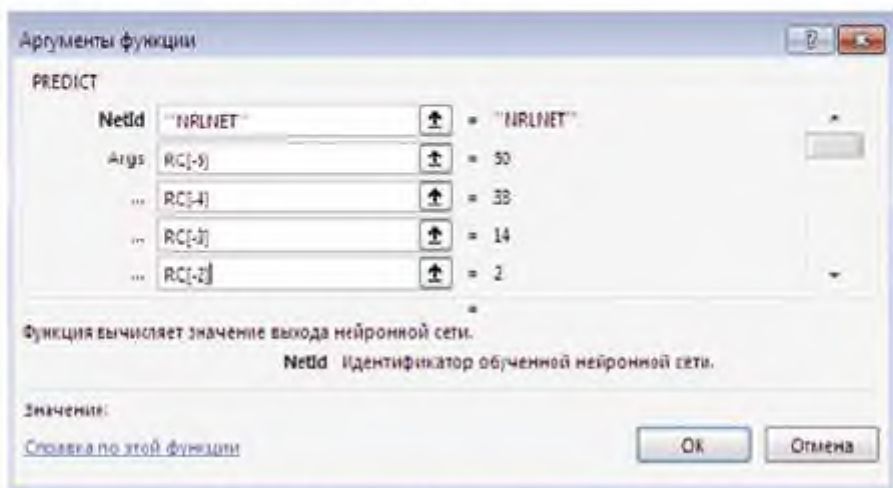 Аргументы функции
PREDICT
NetId "NRLNET" = "NRLNET"
Args RC[-5] = 50
... RC[-4] = 33
... RC[-3] = 14
... RC[-2] = 2
=
Функция вычисляет значение выхода нейронной сети.
NetId Идентификатор обученной нейронной сети.
Значение:
Справка по этой функции
OK Отмена